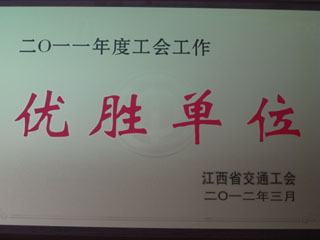 二〇一一年度工会工作
优胜单位
江西省交通工会
二〇一二年三月